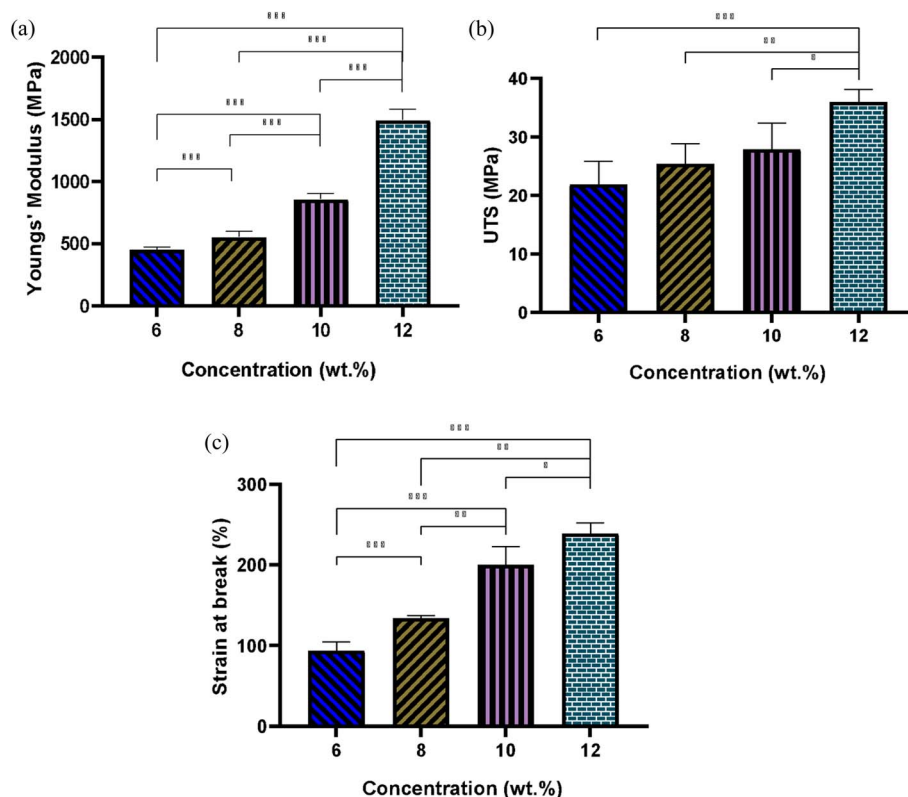 (a)
Youngs' Modulus (MPa)
2000
1500
1000
500
0
6 8 10 12
Concentration (wt.%)
(b)
UTS (MPa)
40
30
20
10
0
6 8 10 12
Concentration (wt.%)
(c)
Strain at break (%)
300
200
100
0
6 8 10 12
Concentration (wt.%)